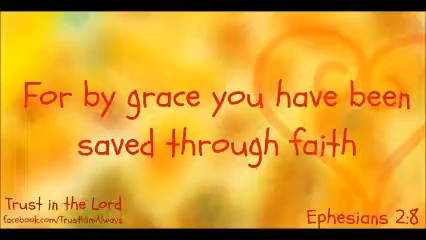 For by grace you have been
saved through faith
Trust in the Lord
facebook.com/TrustHimAlways
Ephesians 2:8